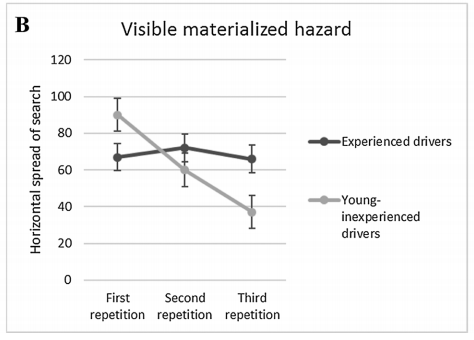 B
Visible materialized hazard
Horizontal spread of search
120
100
80
60
40
20
0
First
repetition
Second
repetition
Third
repetition
Experienced drivers
Young-
inexperienced
drivers